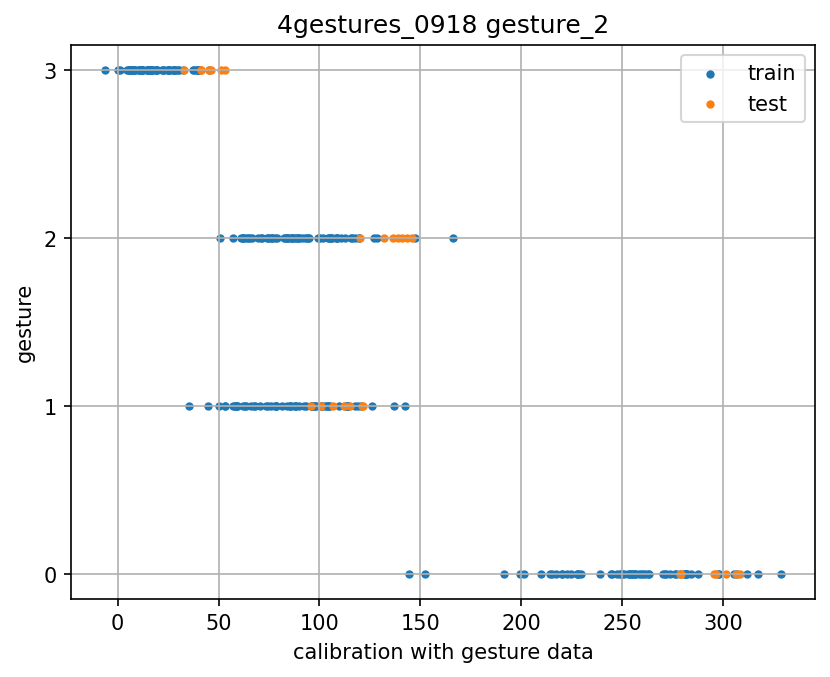 4gestures_0918 gesture_2
train
test
gesture
3
2
1
0
0 50 100 150 200 250 300
calibration with gesture data